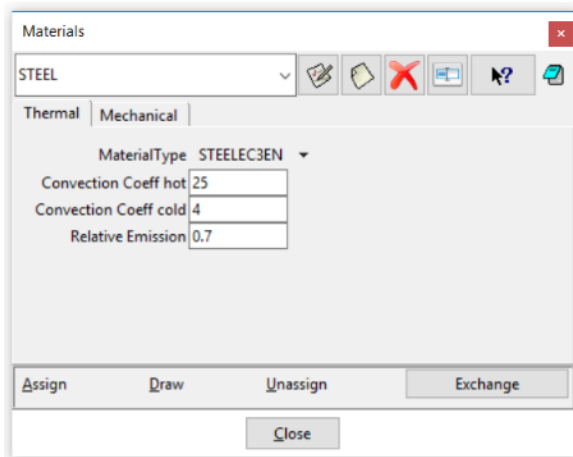 Materials
STEEL
Thermal Mechanical
MaterialType STEELEC3EN
Convection Coeff hot 25
Convection Coeff cold 4
Relative Emission 0.7
Assign Draw Unassign Exchange
Close